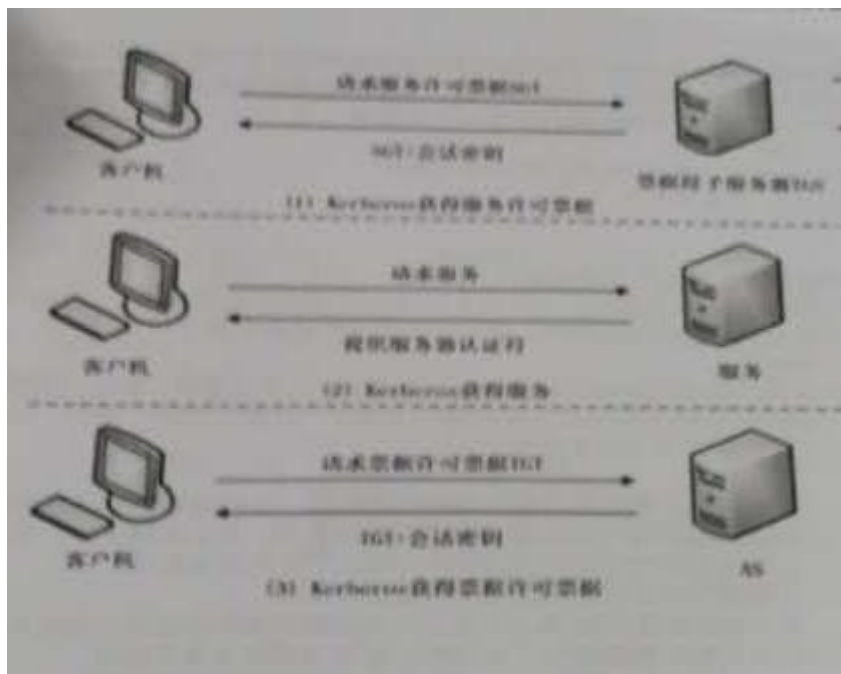 请求服务许可票据SGT
SGT+会话密钥
客户机
票据授予服务器TGS
(1) Kerberos获得服务许可票据
请求服务
提供服务器认证符
客户机
服务
(2) Kerberos获得服务
请求票据许可票据TGT
TGT+会话密钥
客户机
AS
(3) Kerberos获得票据许可票据